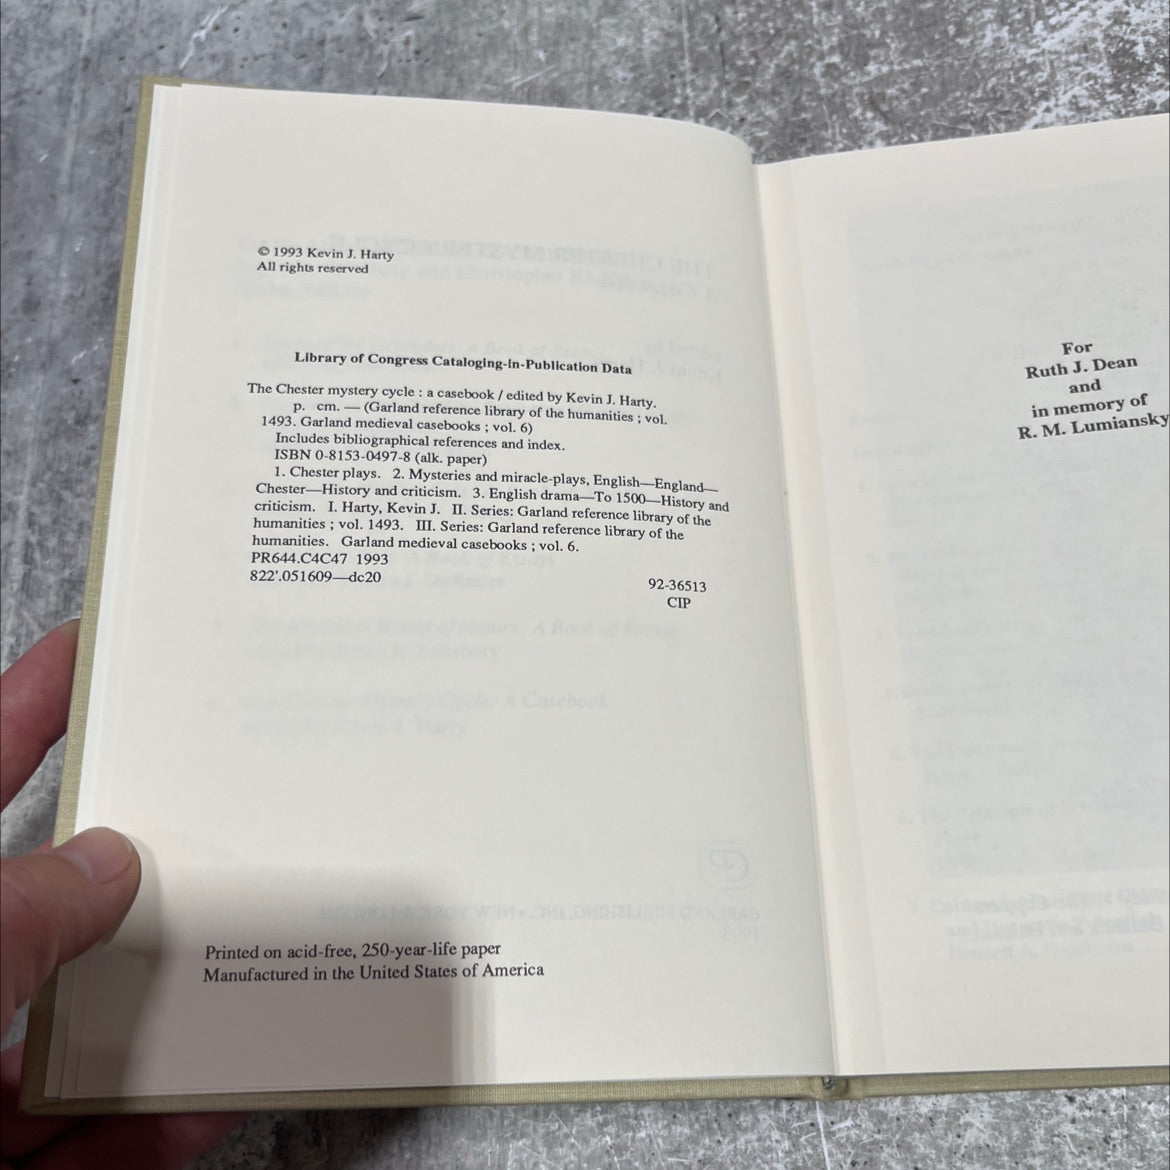 © 1993 Kevin J. Harty
All rights reserved
Library of Congress Cataloging-in-Publication Data
The Chester mystery cycle : a casebook / edited by Kevin J. Harty.
p. cm. — (Garland reference library of the humanities ; vol.
1493. Garland medieval casebooks ; vol. 6)
Includes bibliographical references and index.
ISBN 0-8153-0497-8 (alk. paper)
1. Chester plays. 2. Mysteries and miracle-plays, English—England—
Chester—History and criticism. 3. English drama—To 1500—History and
criticism. I. Harty, Kevin J. II. Series: Garland reference library of the
humanities ; vol. 1493. III. Series: Garland reference library of the
humanities. Garland medieval casebooks ; vol. 6.
PR644.C4C47 1993
822'.051609—dc20
92-36513
CIP
Printed on acid-free, 250-year-life paper
Manufactured in the United States of America
For
Ruth J. Dean
and
in memory of
R. M. Lumiansky